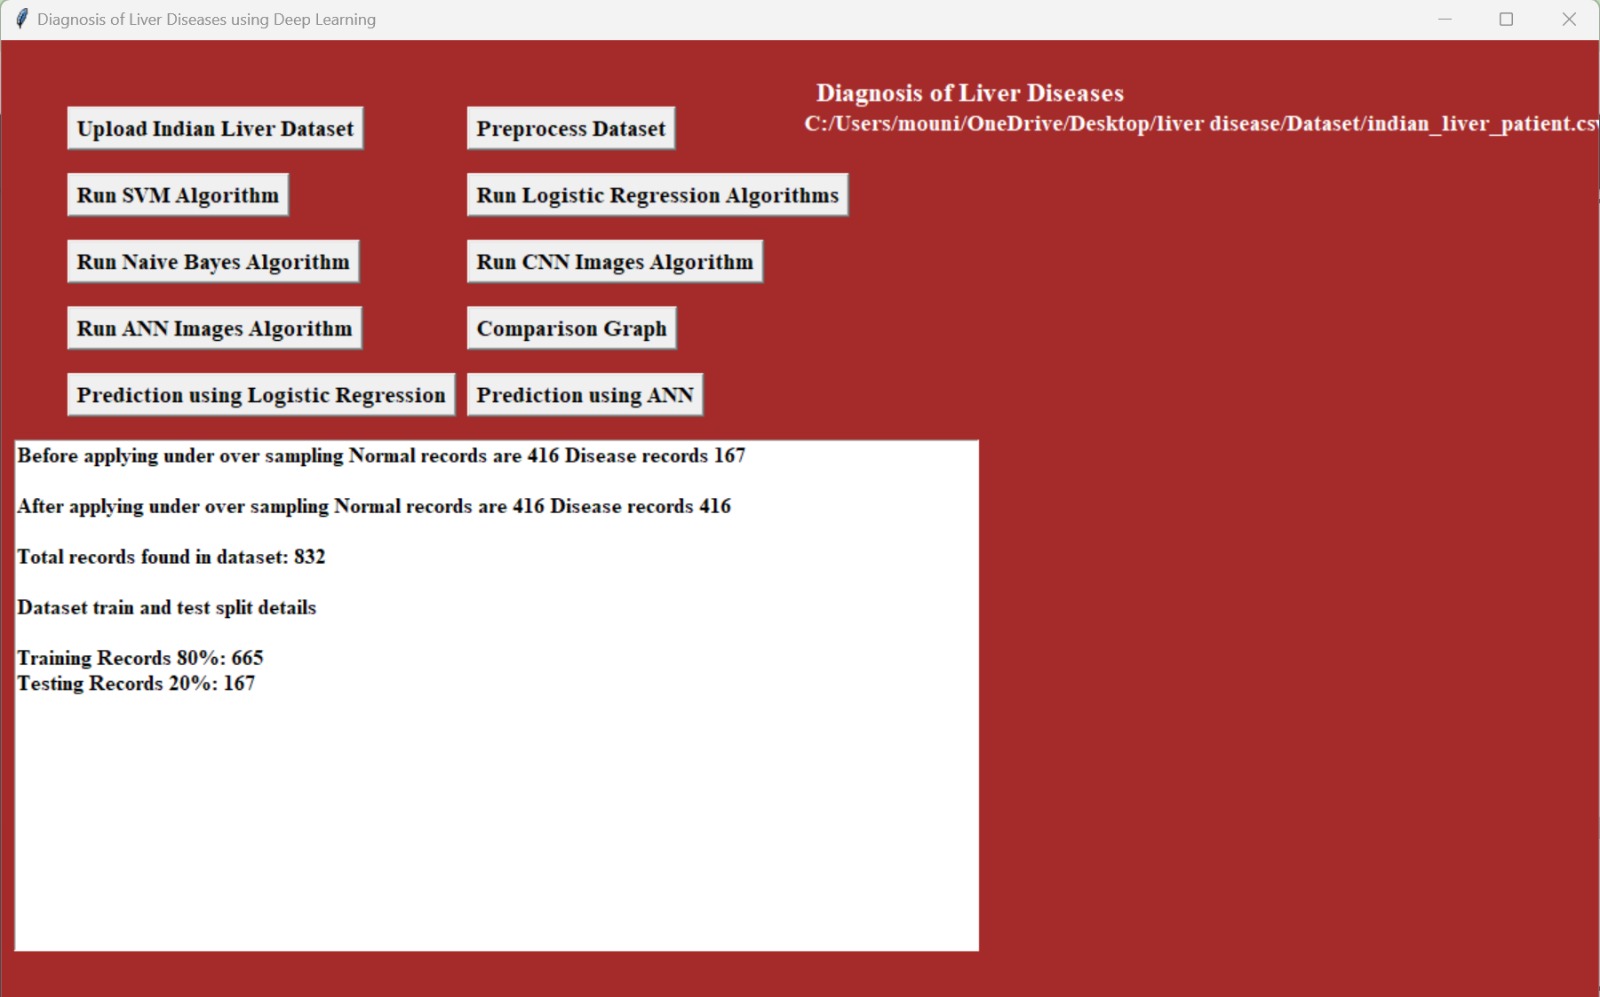 Diagnosis of Liver Diseases using Deep Learning
Diagnosis of Liver Diseases
Upload Indian Liver Dataset
Preprocess Dataset
C:/Users/mouni/OneDrive/Desktop/liver disease/Dataset/indian_liver_patient.cs
Run SVM Algorithm
Run Logistic Regression Algorithms
Run Naive Bayes Algorithm
Run CNN Images Algorithm
Run ANN Images Algorithm
Comparison Graph
Prediction using Logistic Regression
Prediction using ANN
Before applying under over sampling Normal records are 416 Disease records 167
After applying under over sampling Normal records are 416 Disease records 416
Total records found in dataset: 832
Dataset train and test split details
Training Records 80%: 665
Testing Records 20%: 167